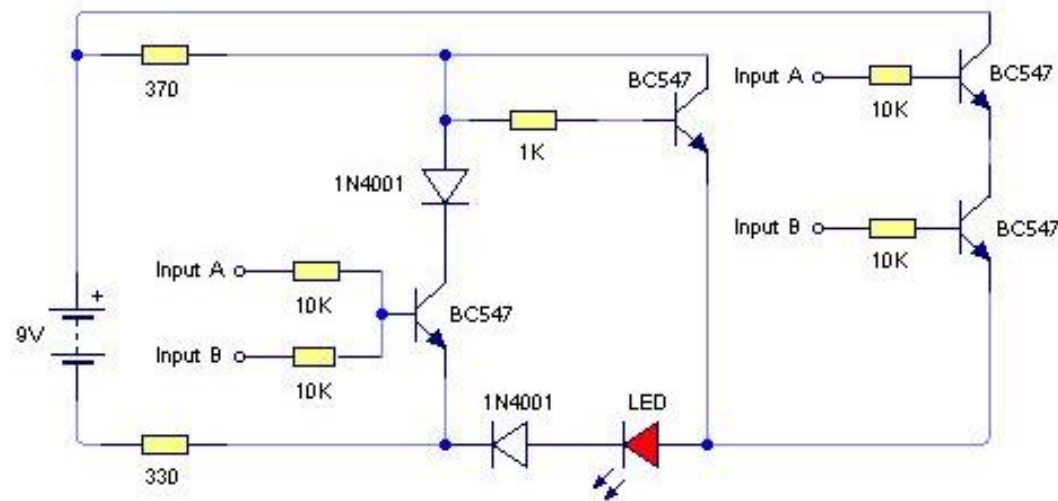 370
BC547
1K
Input A
10K
BC547
1N4001
Input B
10K
BC547
Input A
10K
BC547
Input B
10K
+
9V
1N4001
LED
330